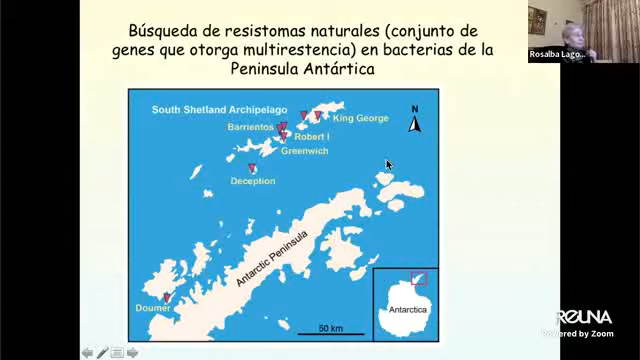 Búsqueda de resistomas naturales (conjunto de
genes que otorga multirestencia) en bacterias de la
Peninsula Antártica
Rosalba Lago...
South Shetland Archipelago
King George
N
Barrientos
Robert I
Greenwich
Deception
Antarctic Peninsula
Doumer
50 km
Antarctica
REUNA
Powered by Zoom